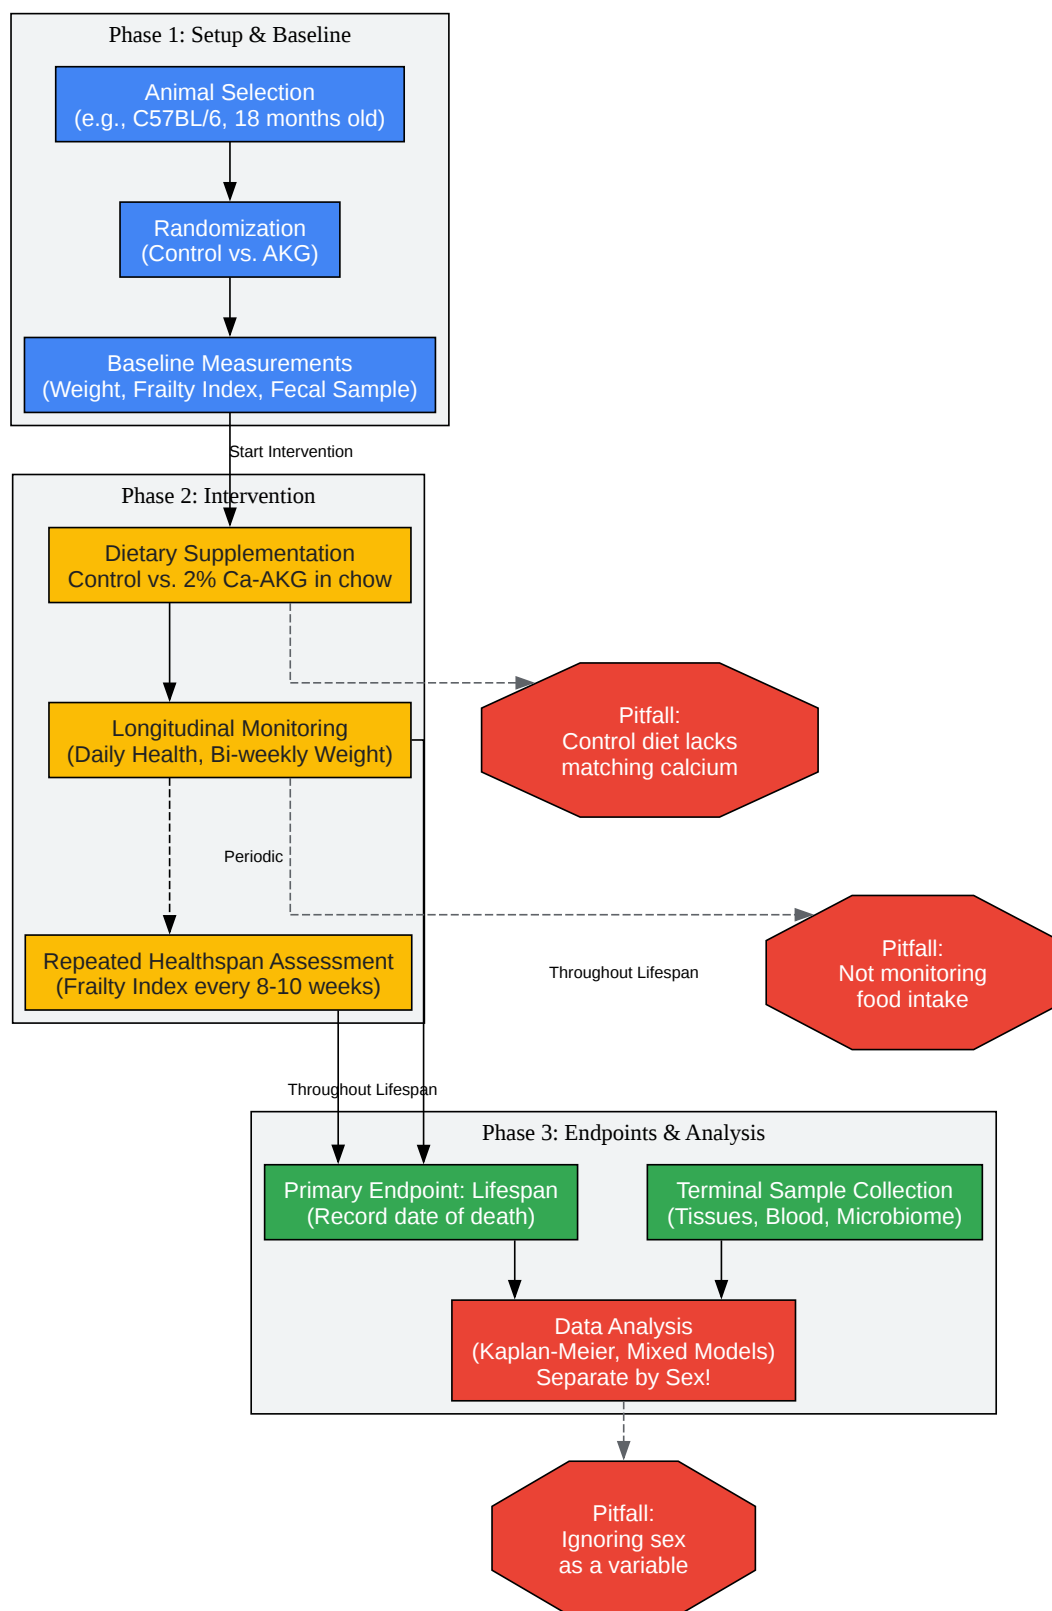 Phase 1: Setup & Baseline
Animal Selection
(e.g., C57BL/6, 18 months old)
Randomization
(Control vs. AKG)
Baseline Measurements
(Weight, Frailty Index, Fecal Sample)
Start Intervention
Phase 2: Intervention
Dietary Supplementation
Control vs. 2% Ca-AKG in chow
Longitudinal Monitoring
(Daily Health, Bi-weekly Weight)
Pitfall:
Control diet lacks
matching calcium
Periodic
Repeated Healthspan Assessment
(Frailty Index every 8-10 weeks)
Throughout Lifespan
Pitfall:
Not monitoring
food intake
Throughout Lifespan
Phase 3: Endpoints & Analysis
Primary Endpoint: Lifespan
(Record date of death)
Terminal Sample Collection
(Tissues, Blood, Microbiome)
Data Analysis
(Kaplan-Meier, Mixed Models)
Separate by Sex!
Pitfall:
Ignoring sex
as a variable